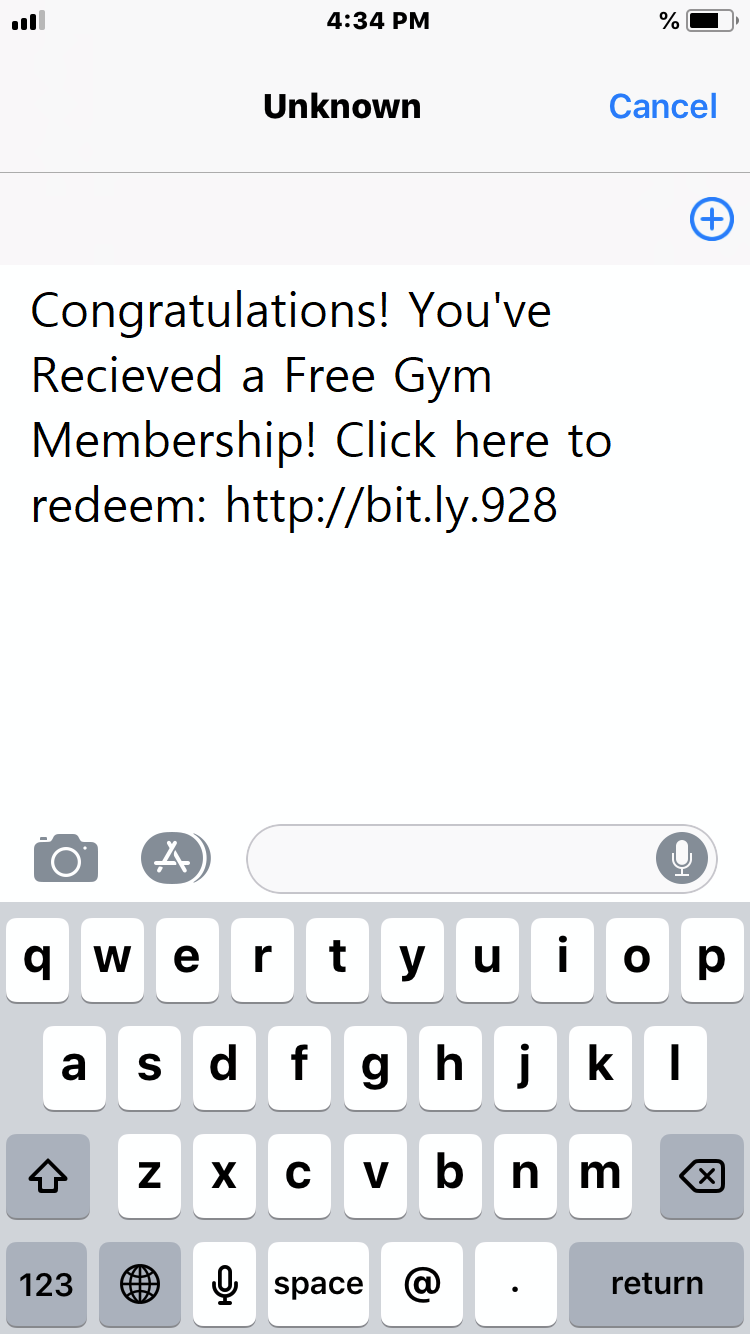 4:34 PM %
Unknown Cancel
Congratulations! You've
Recieved a Free Gym
Membership! Click here to
redeem: http://bit.ly.928
q w e r t y u i o p
a s d f g h j k l
z x c v b n m
123 space @ . return